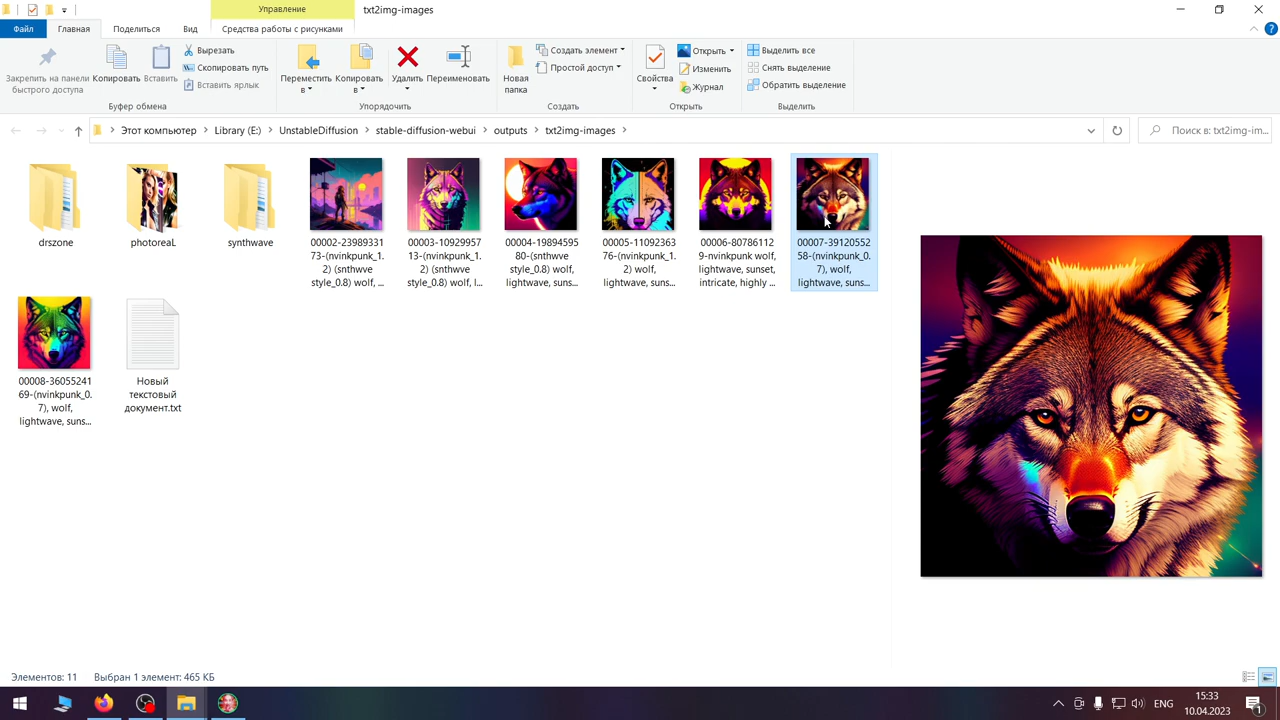 Управление
txt2img-images
Файл
Главная
Поделиться
Вид
Средства работы с рисунками
Закрепить на панели
быстрого доступа
Копировать
Вставить
Вырезать
Скопировать путь
Вставить ярлык
Переместить
в
Копировать
в
Удалить
Переименовать
Новая
папка
Создать элемент
Простой доступ
Свойства
Открыть
Изменить
Журнал
Выделить все
Снять выделение
Обратить выделение
Буфер обмена
Упорядочить
Создать
Открыть
Выделить
Этот компьютер
Library (E:)
UnstableDiffusion
stable-diffusion-webui
outputs
txt2img-images
Поиск в: txt2img-im...
drszone
photoreaL
synthwave
00002-23989331
73-(nvinkpunk_1.
2) (snthwve
style_0.8) wolf, ...
00003-10929957
13-(nvinkpunk_1.
2) (snthwve
style_0.8) wolf, l...
00004-19894595
80-(snthwve
style_0.8) wolf,
lightwave, suns...
00005-11092363
76-(nvinkpunk_1.
2) wolf,
lightwave, suns...
00006-80786112
9-nvinkpunk wolf,
lightwave, sunset,
intricate, highly ...
00007-39120552
58-(nvinkpunk_0.
7), wolf,
lightwave, suns...
00008-36055241
69-(nvinkpunk_0.
7), wolf,
lightwave, suns...
Новый
текстовый
документ.txt
Элементов: 11
Выбран 1 элемент: 465 КБ
ENG
15:33
10.04.2023
1